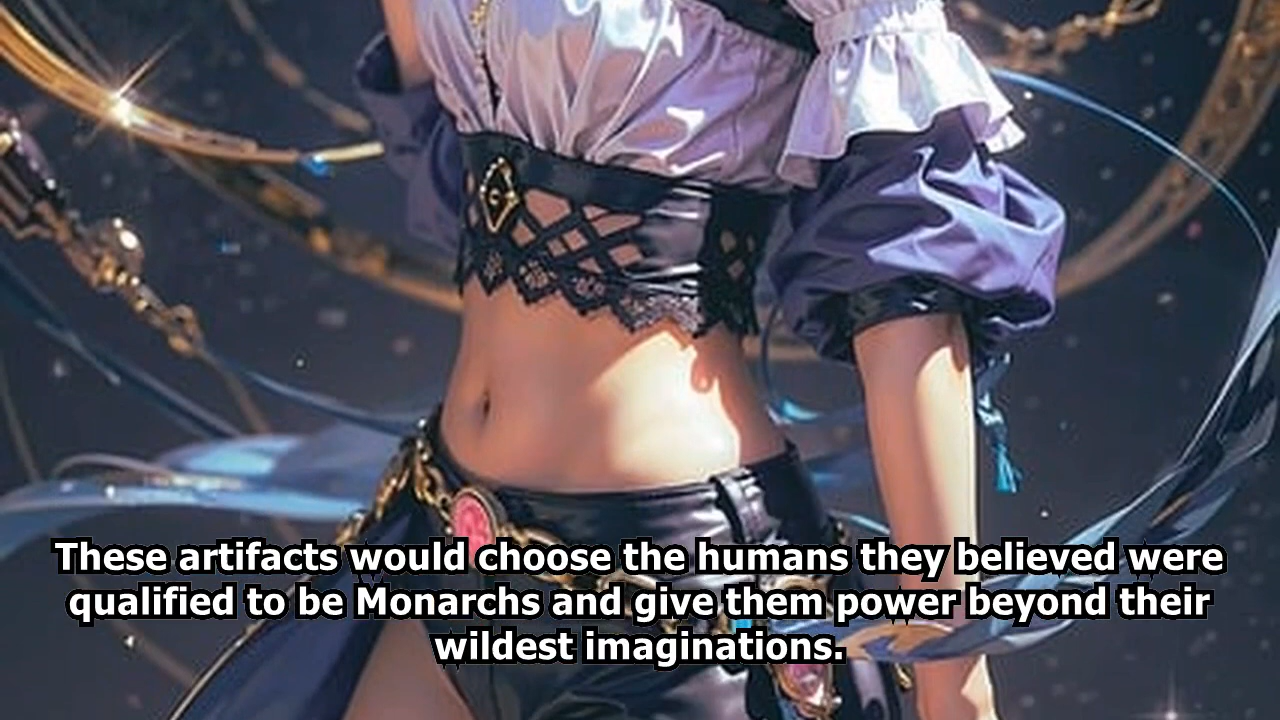 These artifacts would choose the humans they believed were
qualified to be Monarchs and give them power beyond their
wildest imaginations.